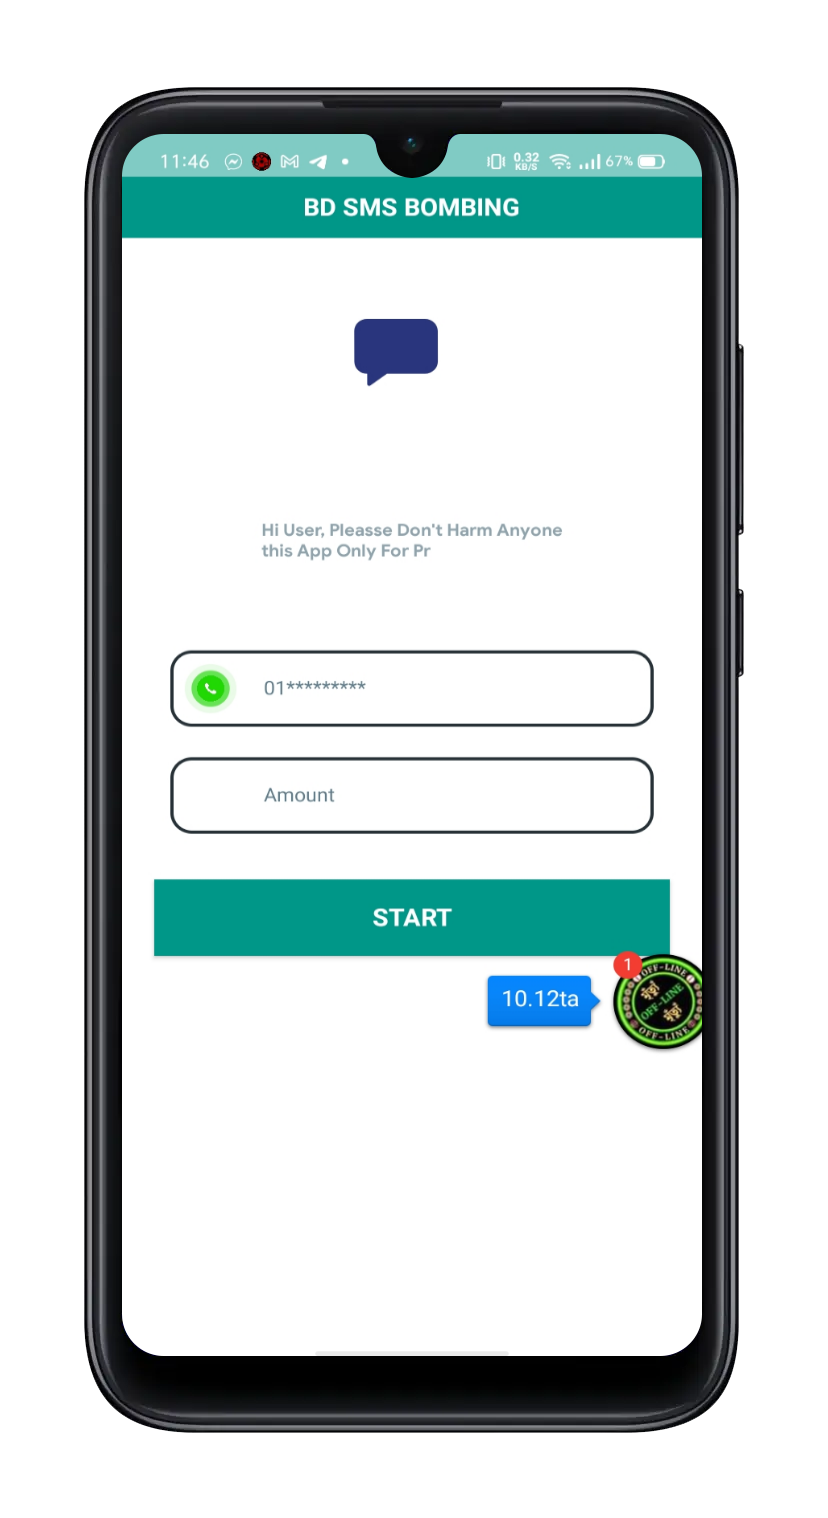 11:46
0.32
KB/S
67%
BD SMS BOMBING
Hi User, Pleasse Don't Harm Anyone
this App Only For Pr
01*********
Amount
START
1
10.12ta
OFF-LINE
OFF-LINE
OFF-LINE